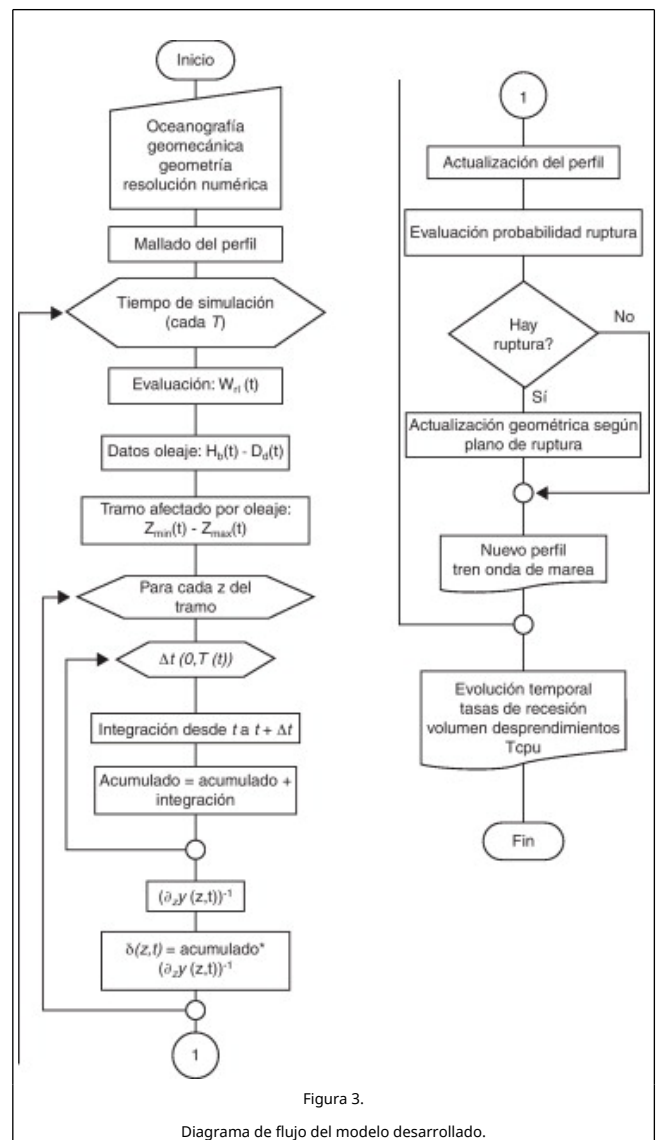 Inicio
Oceanografía
geomecánica
geometría
resolución numérica
Mallado del perfil
Tiempo de simulación
(cada T)
Evaluación: Wrl (t)
Datos oleaje: Hb(t) - Dd(t)
Tramo afectado por oleaje:
Zmin(t) - Zmax(t)
Para cada z del
tramo
Δt (0,T (t))
Integración desde t a t + Δt
Acumulado = acumulado +
integración
(∂zy (z,t))-1
δ(z,t) = acumulado*
(∂zy (z,t))-1
1
1
Actualización del perfil
Evaluación probabilidad ruptura
Hay
ruptura?
No
Sí
Actualización geométrica según
plano de ruptura
Nuevo perfil
tren onda de marea
Evolución temporal
tasas de recesión
volumen desprendimientos
Tcpu
Fin
Figura 3.
Diagrama de flujo del modelo desarrollado.